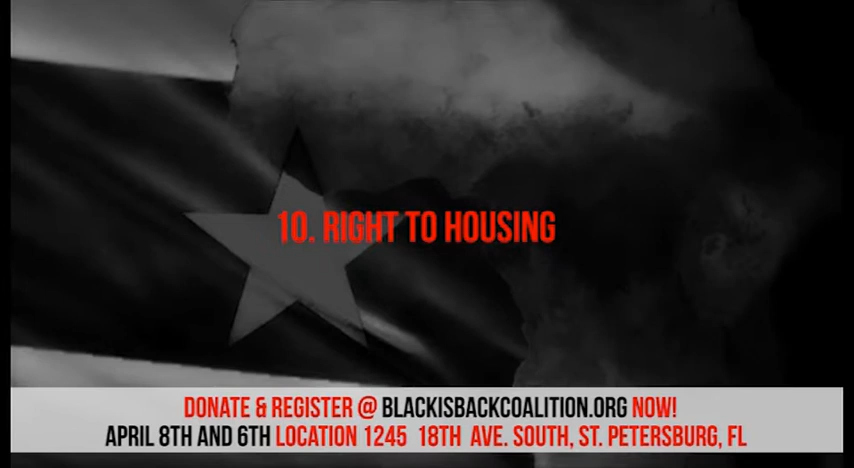 10. RIGHT TO HOUSING
DONATE & REGISTER @ BLACKISBACKCOALITION.ORG NOW!
APRIL 8TH AND 6TH LOCATION 1245 18TH AVE. SOUTH, ST. PETERSBURG, FL